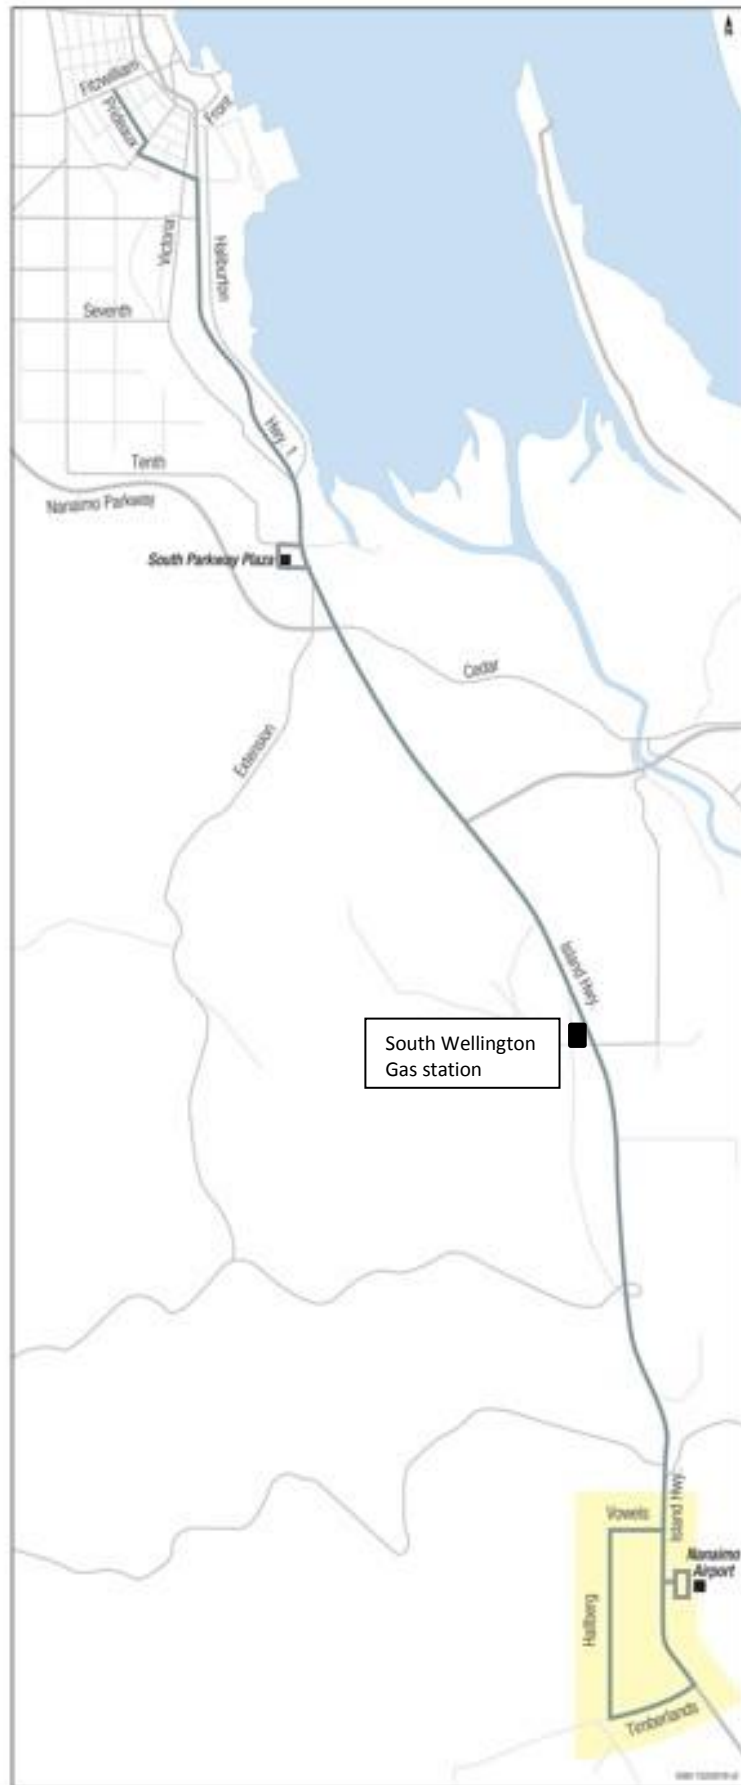 N
Fitzwilliam
Prideaux
Front
Victoria
Haliburton
Seventh
Hwy. 1
Tenth
Nanaimo Parkway
South Parkway Plaza
Cedar
Extension
Island Hwy.
South Wellington
Gas station
Vowels
Island Hwy.
Nanaimo
Airport
Hallberg
Timberlands